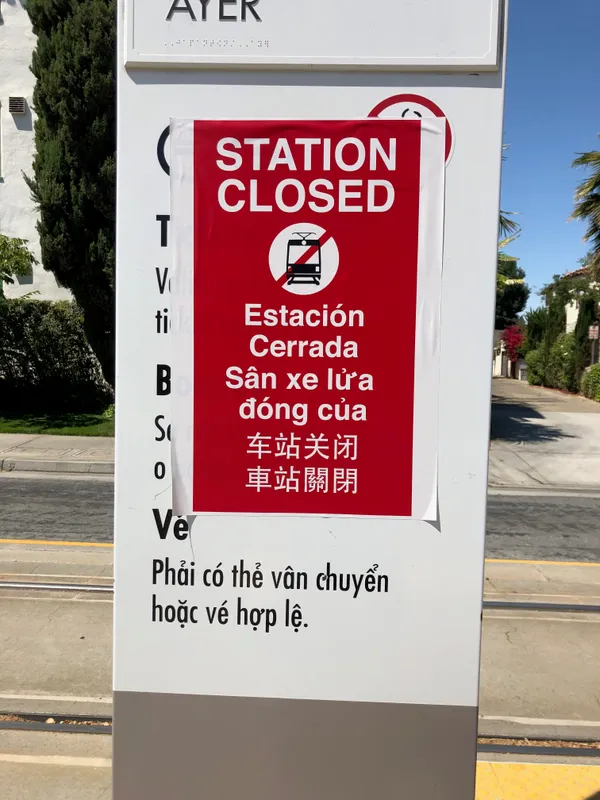 AYER
STATION
CLOSED
Estación
Cerrada
Sân xe lửa
đóng của
车站关闭
車站關閉
Vé
Phải có thẻ vân chuyển
hoặc vé hợp lệ.